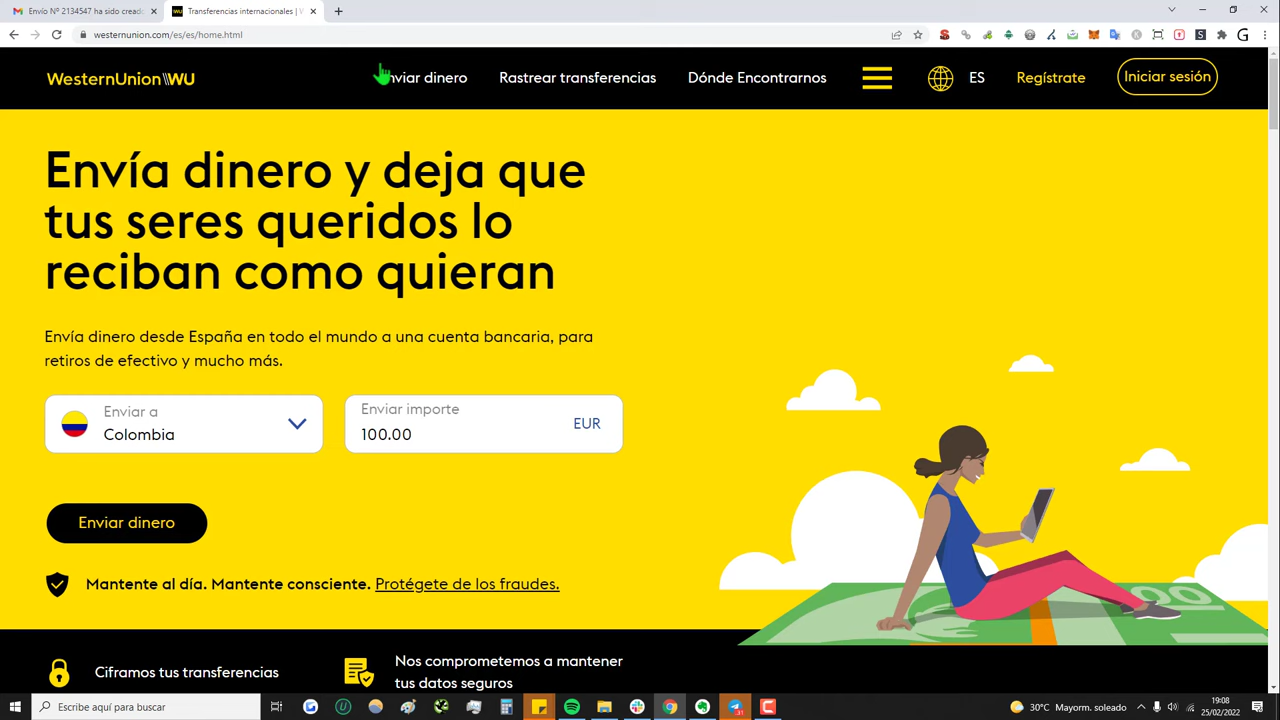 Envío Nº 2134547 ha sido cread
Transferencias internacionales | W
westernunion.com/es/es/home.html
WesternUnion WU
nviar dinero
Rastrear transferencias
Dónde Encontrarnos
ES
Regístrate
Iniciar sesión
Envía dinero y deja que
tus seres queridos lo
reciban como quieran
Envía dinero desde España en todo el mundo a una cuenta bancaria, para
retiros de efectivo y mucho más.
Enviar a
Colombia
Enviar importe
100.00
EUR
Enviar dinero
Mantente al día. Mantente consciente. Protégete de los fraudes.
Ciframos tus transferencias
Nos comprometemos a mantener
tus datos seguros
Escribe aquí para buscar
30°C Mayorm. soleado
19:08
25/02/2022